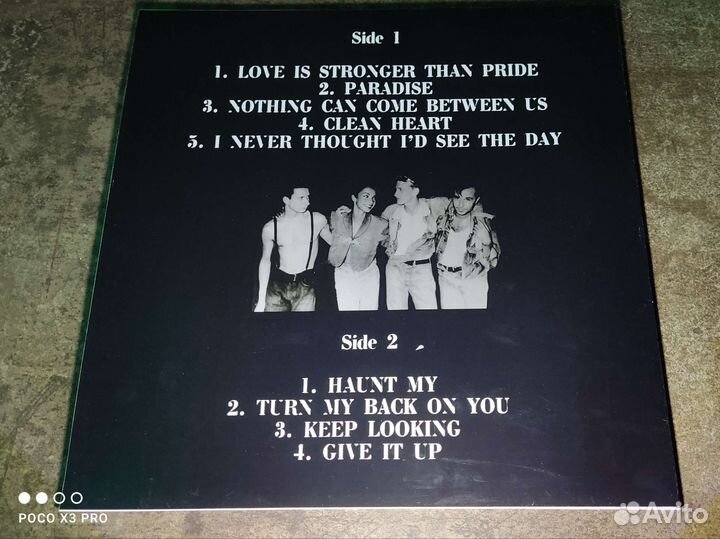 Side 1
1. LOVE IS STRONGER THAN PRIDE
2. PARADISE
3. NOTHING CAN COME BETWEEN US
4. CLEAN HEART
5. I NEVER THOUGHT I'D SEE THE DAY
Side 2
1. HAUNT MY
2. TURN MY BACK ON YOU
3. KEEP LOOKING
4. GIVE IT UP
POCO X3 PRO
Avito